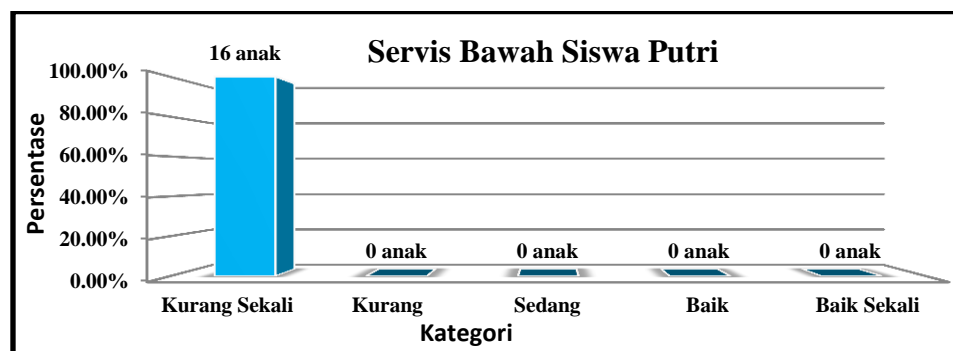 Servis Bawah Siswa Putri
16 anak
100.00%
80.00%
60.00%
40.00%
20.00%
0.00%
Persentase
0 anak 0 anak 0 anak 0 anak
Kurang Sekali Kurang Sedang Baik Baik Sekali
Kategori